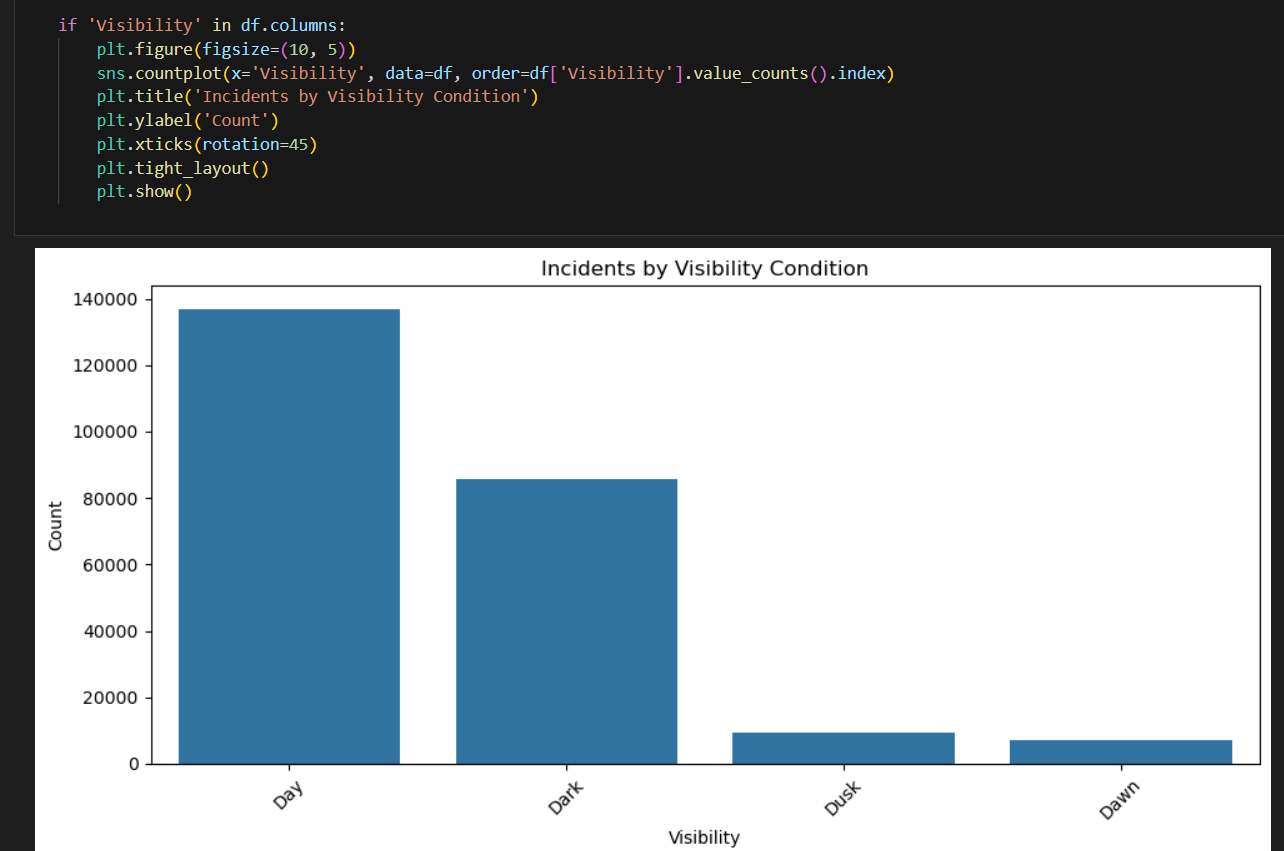 if 'Visibility' in df.columns:
    plt.figure(figsize=(10, 5))
    sns.countplot(x='Visibility', data=df, order=df['Visibility'].value_counts().index)
    plt.title('Incidents by Visibility Condition')
    plt.ylabel('Count')
    plt.xticks(rotation=45)
    plt.tight_layout()
    plt.show()
Incidents by Visibility Condition
140000
120000
100000
80000
60000
40000
20000
0
Count
Day
Dark
Dusk
Dawn
Visibility